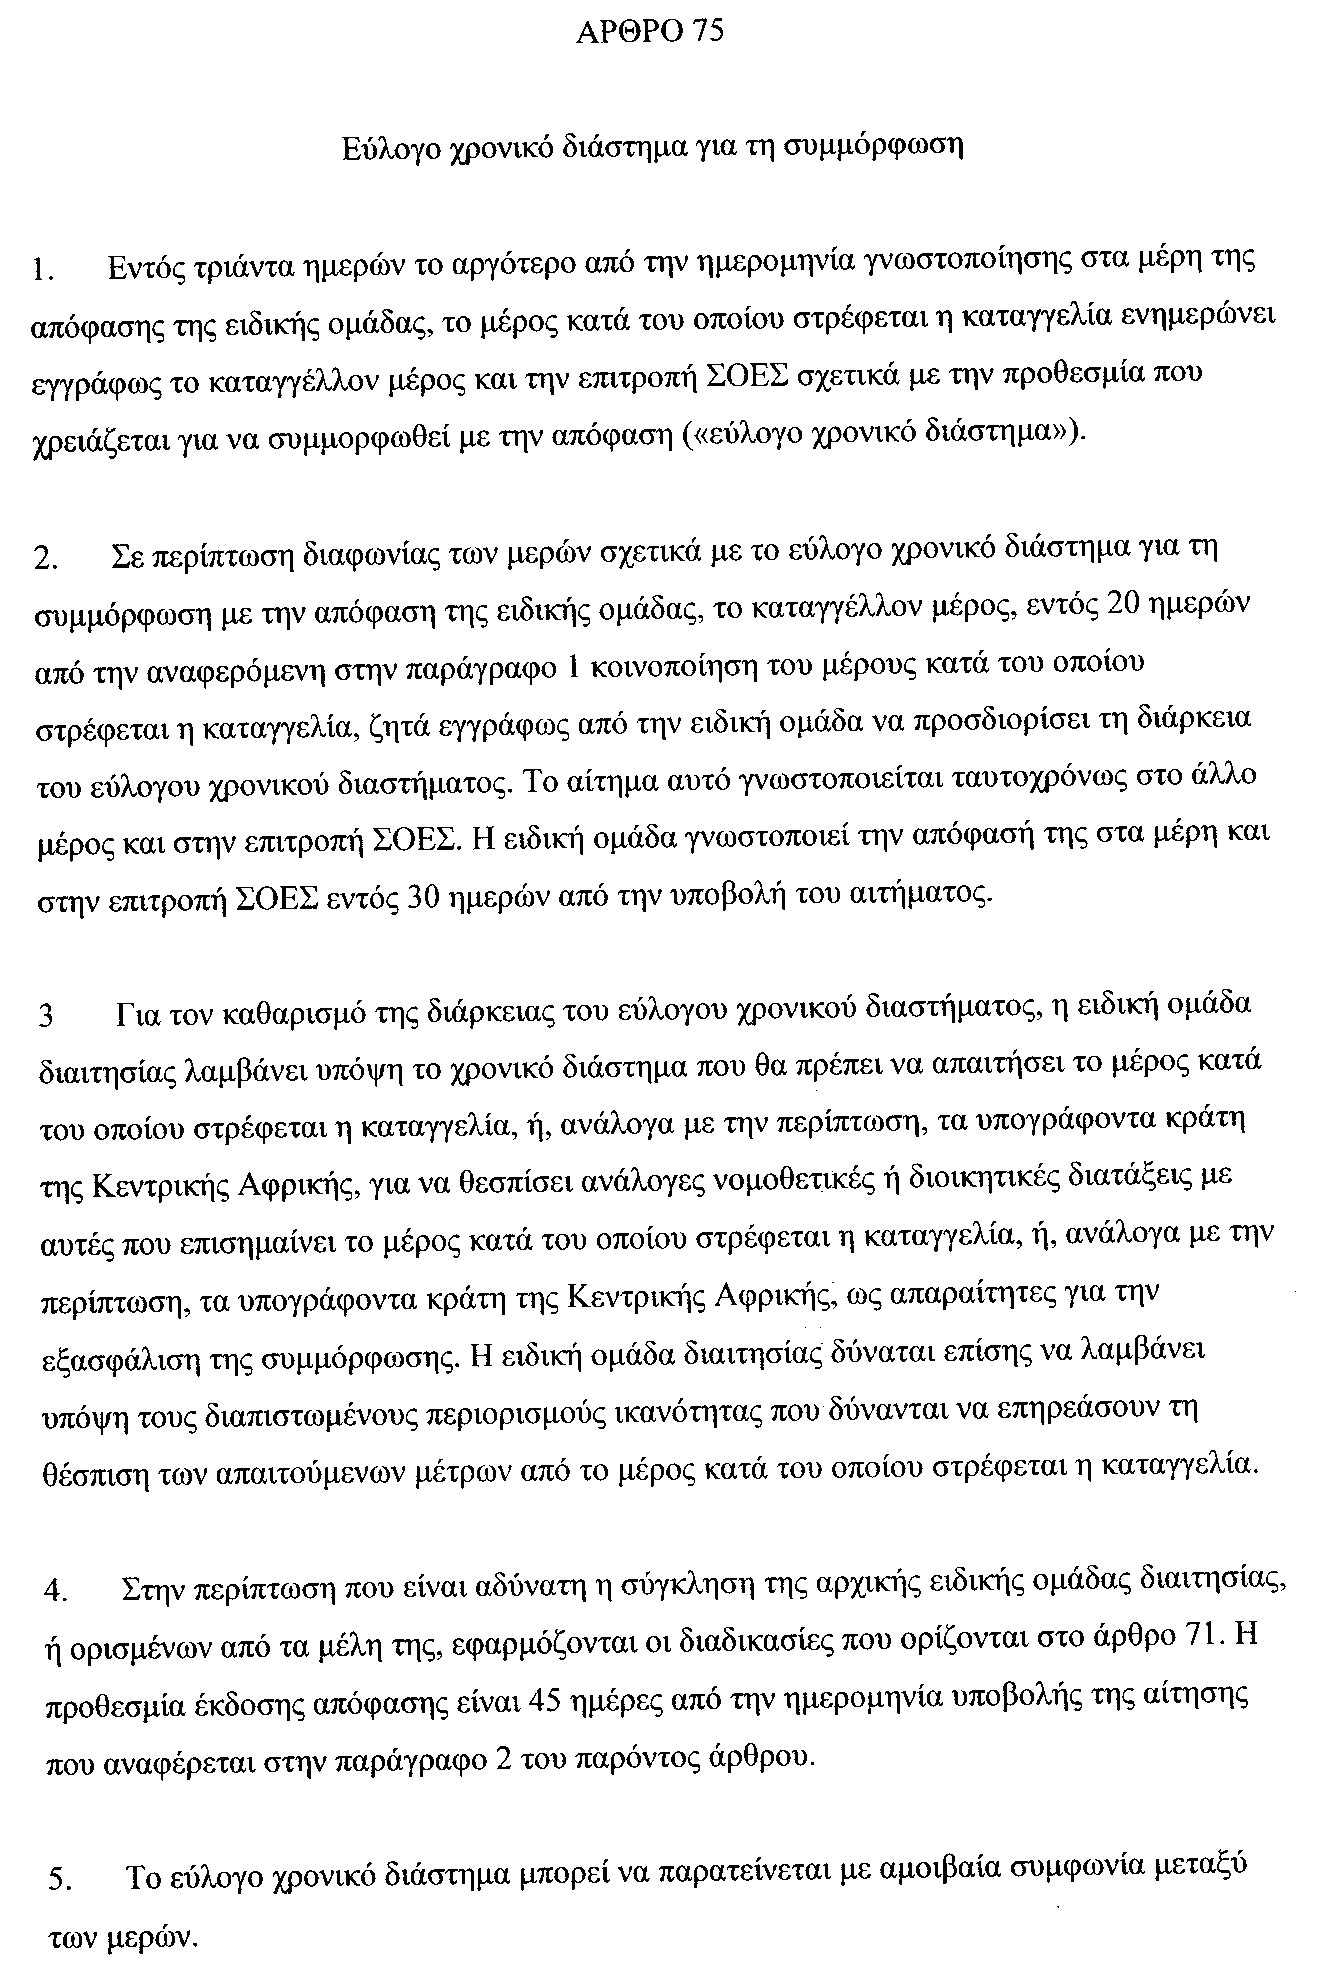 ΑΡΘΡΟ 75
Εύλογο χρονικό διάστημα για τη συμμόρφωση
1. Εντός τριάντα ημερών το αργότερο από την ημερομηνία γνωστοποίησης στα μέρη της
απόφασης της ειδικής ομάδας, το μέρος κατά του οποίου στρέφεται η καταγγελία ενημερώνει
εγγράφως το καταγγέλλον μέρος και την επιτροπή ΣΟΕΣ σχετικά με την προθεσμία που
χρειάζεται για να συμμορφωθεί με την απόφαση («εύλογο χρονικό διάστημα»).
2. Σε περίπτωση διαφωνίας των μερών σχετικά με το εύλογο χρονικό διάστημα για τη
συμμόρφωση με την απόφαση της ειδικής ομάδας, το καταγγέλλον μέρος, εντός 20 ημερών
από την αναφερόμενη στην παράγραφο 1 κοινοποίηση του μέρους κατά του οποίου
στρέφεται η καταγγελία, ζητά εγγράφως από την ειδική ομάδα να προσδιορίσει τη διάρκεια
του εύλογου χρονικού διαστήματος. Το αίτημα αυτό γνωστοποιείται ταυτοχρόνως στο άλλο
μέρος και στην επιτροπή ΣΟΕΣ. Η ειδική ομάδα γνωστοποιεί την απόφασή της στα μέρη και
στην επιτροπή ΣΟΕΣ εντός 30 ημερών από την υποβολή του αιτήματος.
3 Για τον καθαρισμό της διάρκειας του εύλογου χρονικού διαστήματος, η ειδική ομάδα
διαιτησίας λαμβάνει υπόψη το χρονικό διάστημα που θα πρέπει να απαιτήσει το μέρος κατά
του οποίου στρέφεται η καταγγελία, ή, ανάλογα με την περίπτωση, τα υπογράφοντα κράτη
της Κεντρικής Αφρικής, για να θεσπίσει ανάλογες νομοθετικές ή διοικητικές διατάξεις με
αυτές που επισημαίνει το μέρος κατά του οποίου στρέφεται η καταγγελία, ή, ανάλογα με την
περίπτωση, τα υπογράφοντα κράτη της Κεντρικής Αφρικής, ως απαραίτητες για την
εξασφάλιση της συμμόρφωσης. Η ειδική ομάδα διαιτησίας δύναται επίσης να λαμβάνει
υπόψη τους διαπιστωμένους περιορισμούς ικανότητας που δύνανται να επηρεάσουν τη
θέσπιση των απαιτούμενων μέτρων από το μέρος κατά του οποίου στρέφεται η καταγγελία.
4. Στην περίπτωση που είναι αδύνατη η σύγκληση της αρχικής ειδικής ομάδας διαιτησίας,
ή ορισμένων από τα μέλη της, εφαρμόζονται οι διαδικασίες που ορίζονται στο άρθρο 71. Η
προθεσμία έκδοσης απόφασης είναι 45 ημέρες από την ημερομηνία υποβολής της αίτησης
που αναφέρεται στην παράγραφο 2 του παρόντος άρθρου.
5. Το εύλογο χρονικό διάστημα μπορεί να παρατείνεται με αμοιβαία συμφωνία μεταξύ
των μερών.